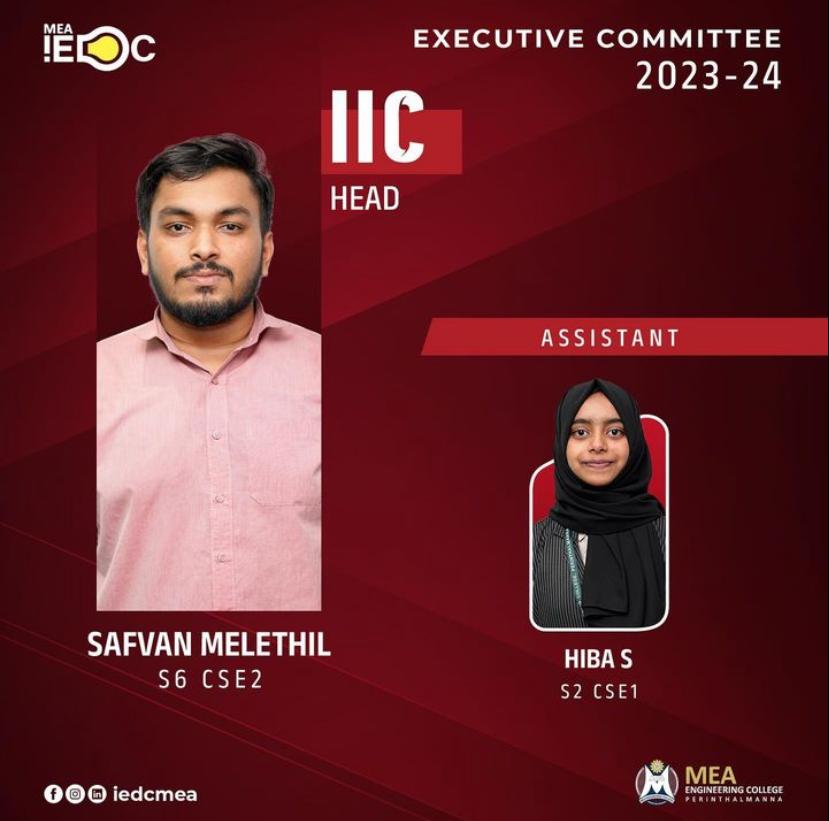 MEA
IEDC
EXECUTIVE COMMITTEE
2023-24
IIC
HEAD
ASSISTANT
SAFVAN MELETHIL
S6 CSE2
HIBA S
S2 CSE1
iedcmea
MEA
ENGINEERING COLLEGE
PERINTHALMANNA